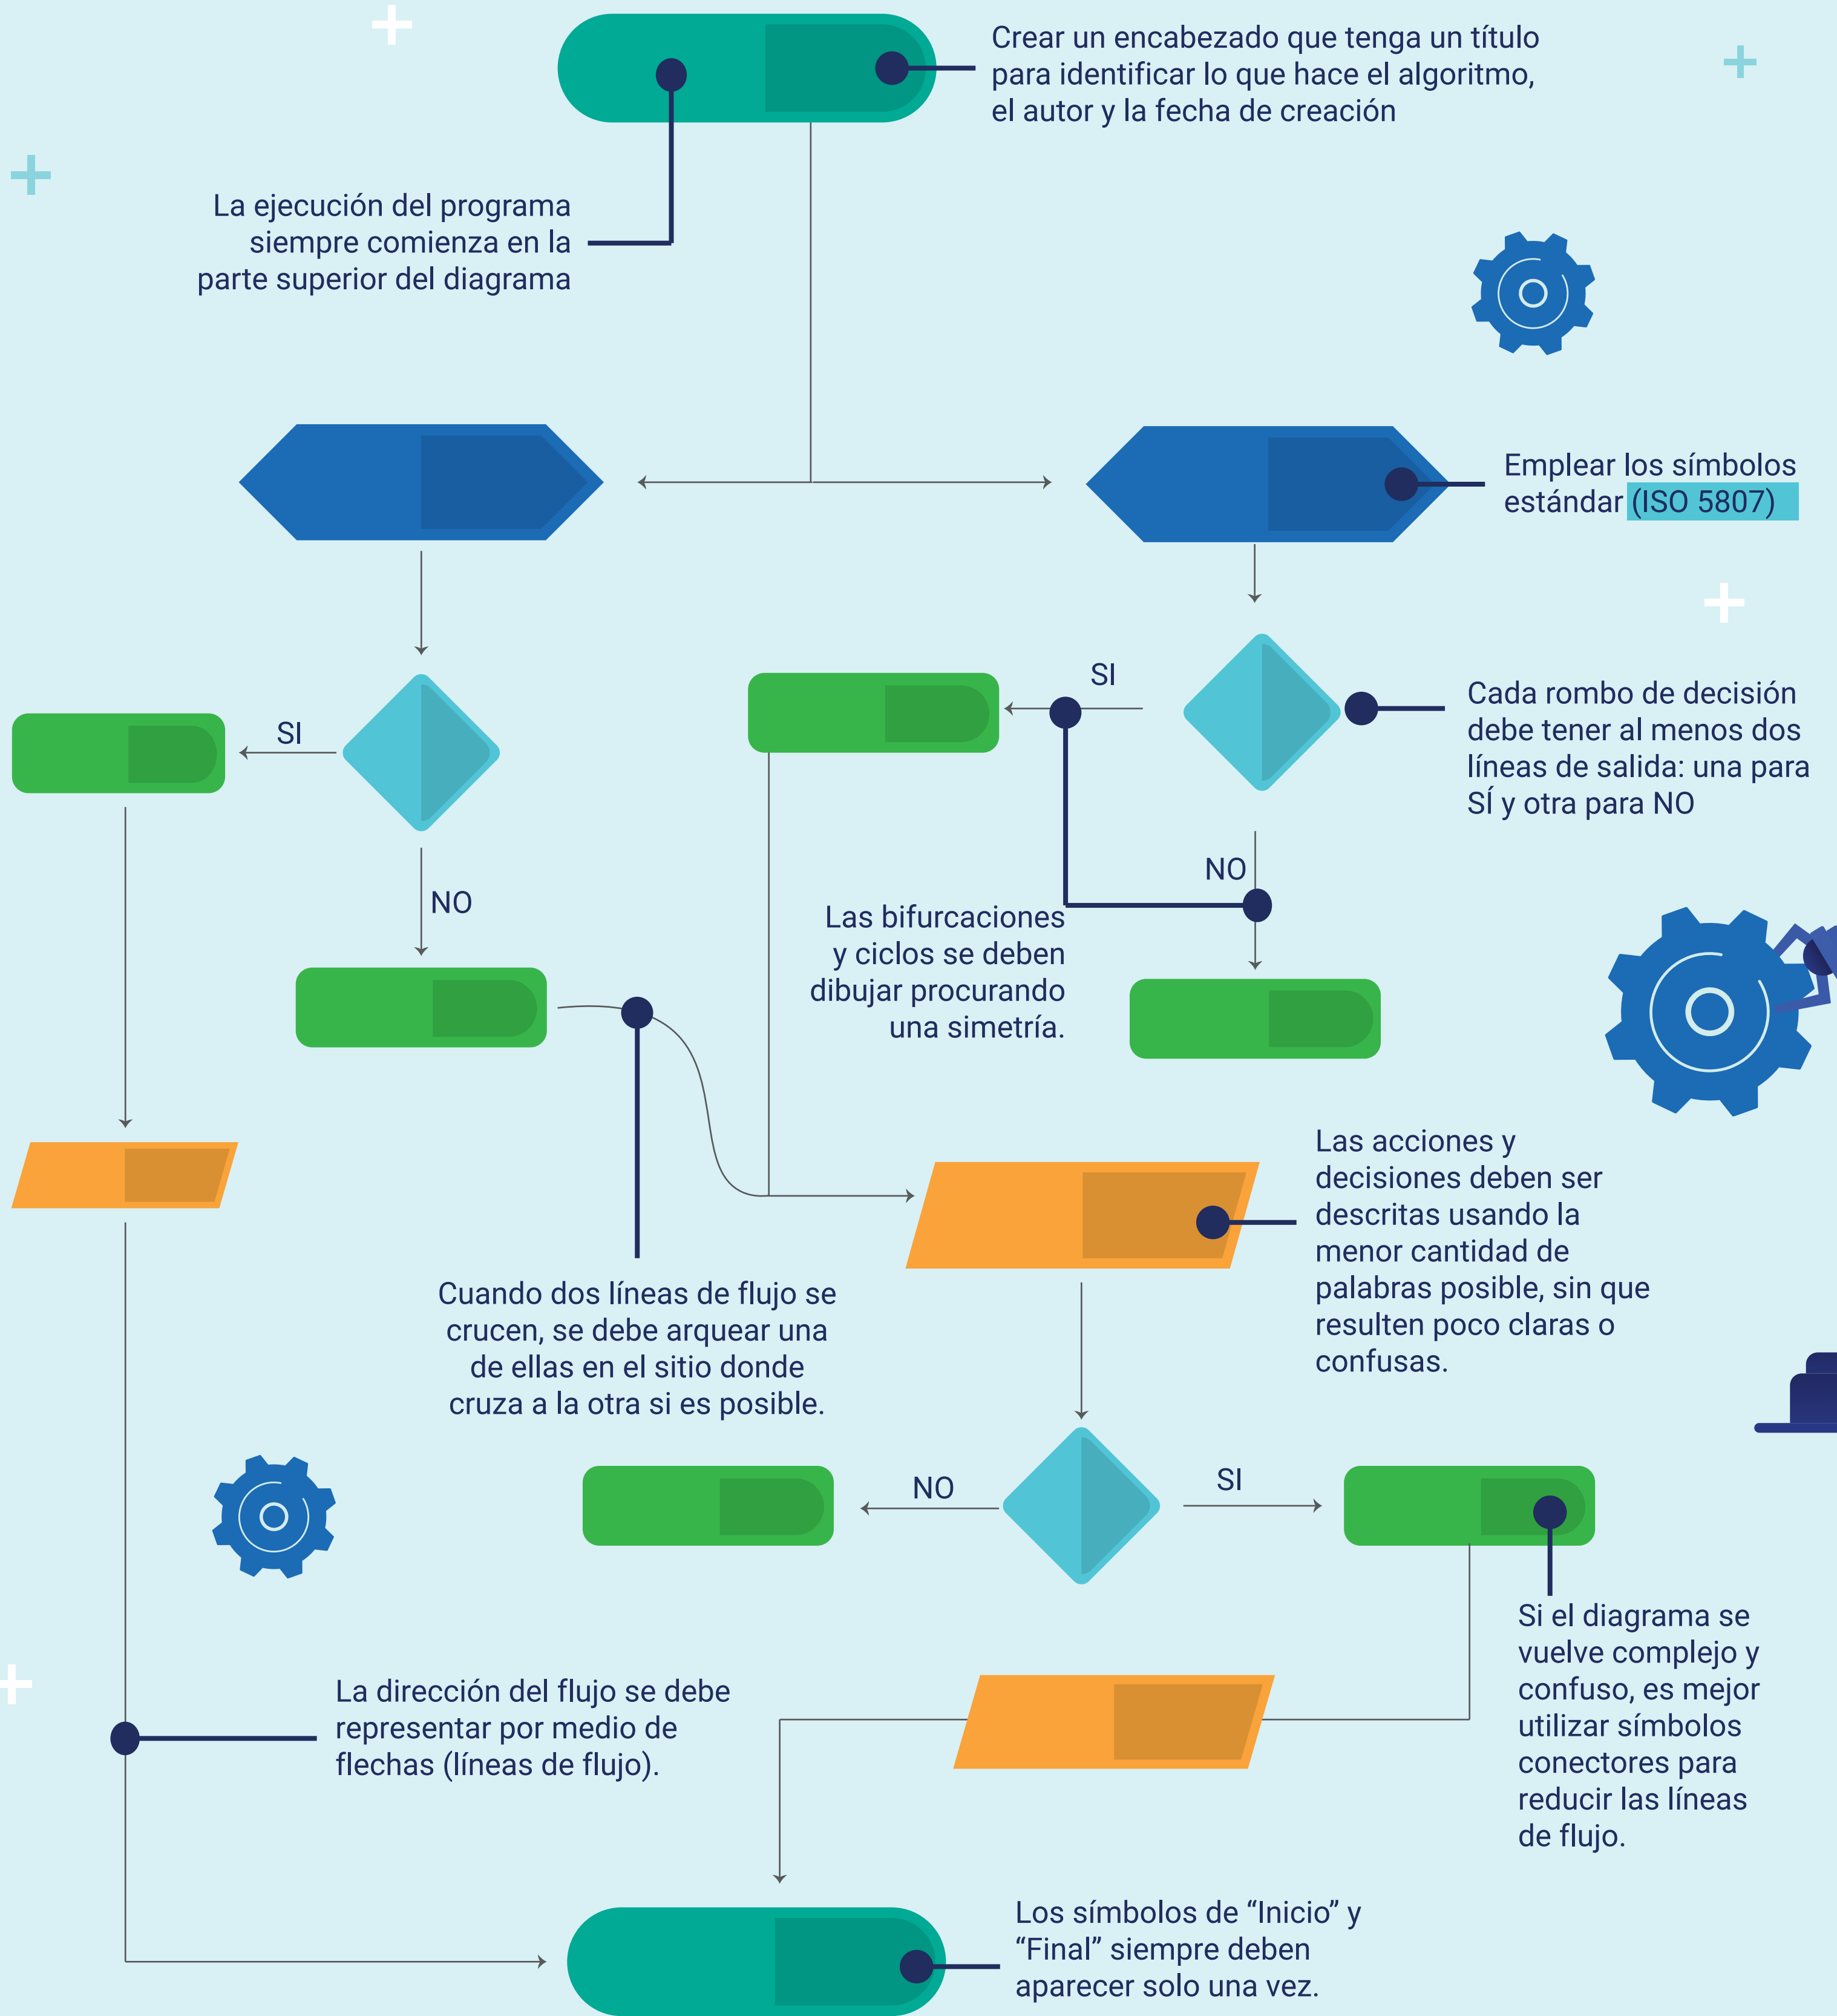 Crear un encabezado que tenga un título
para identificar lo que hace el algoritmo,
el autor y la fecha de creación
La ejecución del programa
siempre comienza en la
parte superior del diagrama
Emplear los símbolos
estándar (ISO 5807)
SI
Cada rombo de decisión
debe tener al menos dos
líneas de salida: una para
SÍ y otra para NO
SI
NO
NO
Las bifurcaciones
y ciclos se deben
dibujar procurando
una simetría.
Las acciones y
decisiones deben ser
descritas usando la
menor cantidad de
palabras posible, sin que
resulten poco claras o
confusas.
Cuando dos líneas de flujo se
crucen, se debe arquear una
de ellas en el sitio donde
cruza a la otra si es posible.
NO
SI
Si el diagrama se
vuelve complejo y
confuso, es mejor
utilizar símbolos
conectores para
reducir las líneas
de flujo.
La dirección del flujo se debe
representar por medio de
flechas (líneas de flujo).
Los símbolos de “Inicio” y
“Final” siempre deben
aparecer solo una vez.